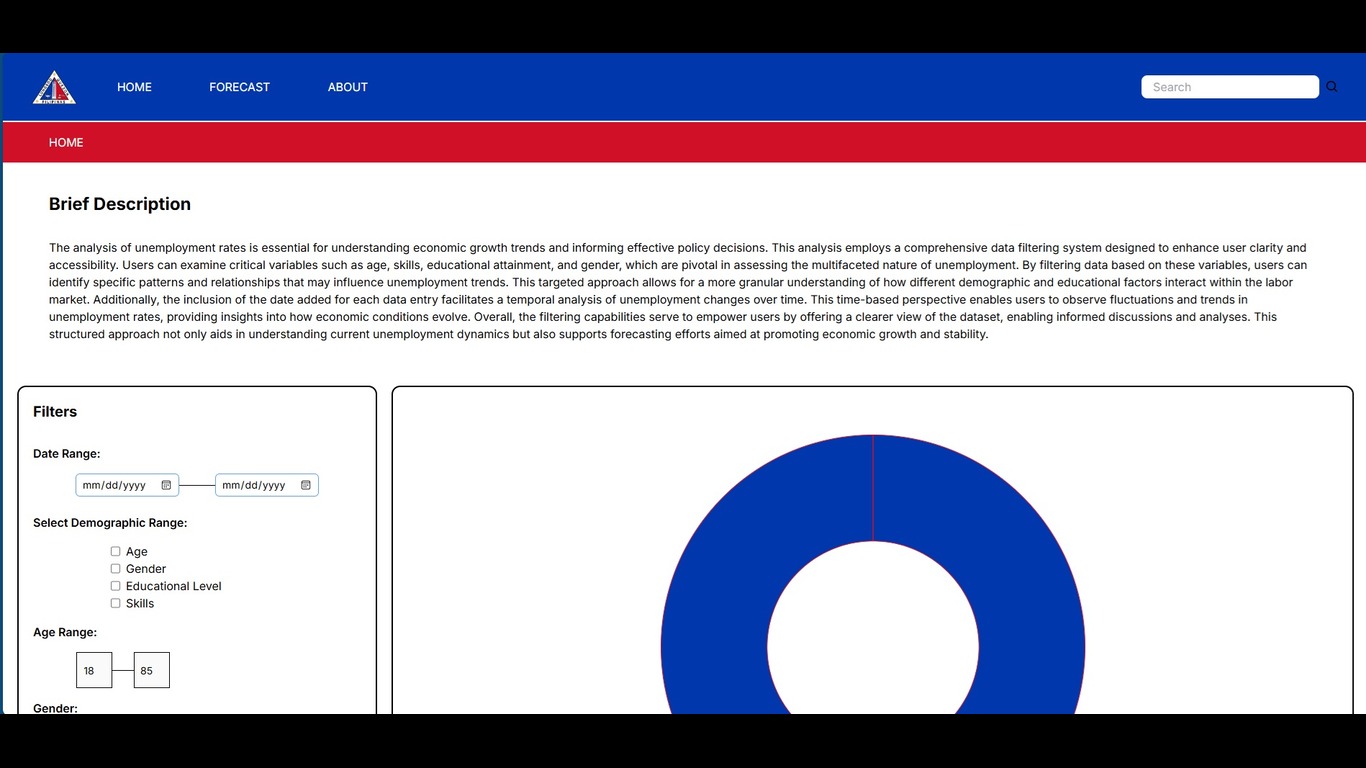 HOME
FORECAST
ABOUT
Search
HOME
Brief Description
The analysis of unemployment rates is essential for understanding economic growth trends and informing effective policy decisions. This analysis employs a comprehensive data filtering system designed to enhance user clarity and
accessibility. Users can examine critical variables such as age, skills, educational attainment, and gender, which are pivotal in assessing the multifaceted nature of unemployment. By filtering data based on these variables, users can
identify specific patterns and relationships that may influence unemployment trends. This targeted approach allows for a more granular understanding of how different demographic and educational factors interact within the labor
market. Additionally, the inclusion of the date added for each data entry facilitates a temporal analysis of unemployment changes over time. This time-based perspective enables users to observe fluctuations and trends in
unemployment rates, providing insights into how economic conditions evolve. Overall, the filtering capabilities serve to empower users by offering a clearer view of the dataset, enabling informed discussions and analyses. This
structured approach not only aids in understanding current unemployment dynamics but also supports forecasting efforts aimed at promoting economic growth and stability.
Filters
Date Range:
mm/dd/yyyy
mm/dd/yyyy
Select Demographic Range:
Age
Gender
Educational Level
Skills
Age Range:
18
85
Gender: